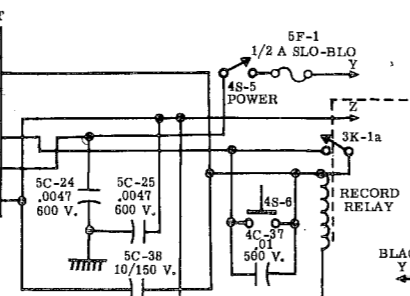 T
5F-1
1/2 A SLO-BLO
Y
4S-5
POWER
Z
3K-1a
5C-24
.0047
600 V.
5C-25
.0047
600 V.
4S-6
4C-37
.01
500 V.
RECORD
RELAY
5C-38
10/150 V.
BLAC
Y